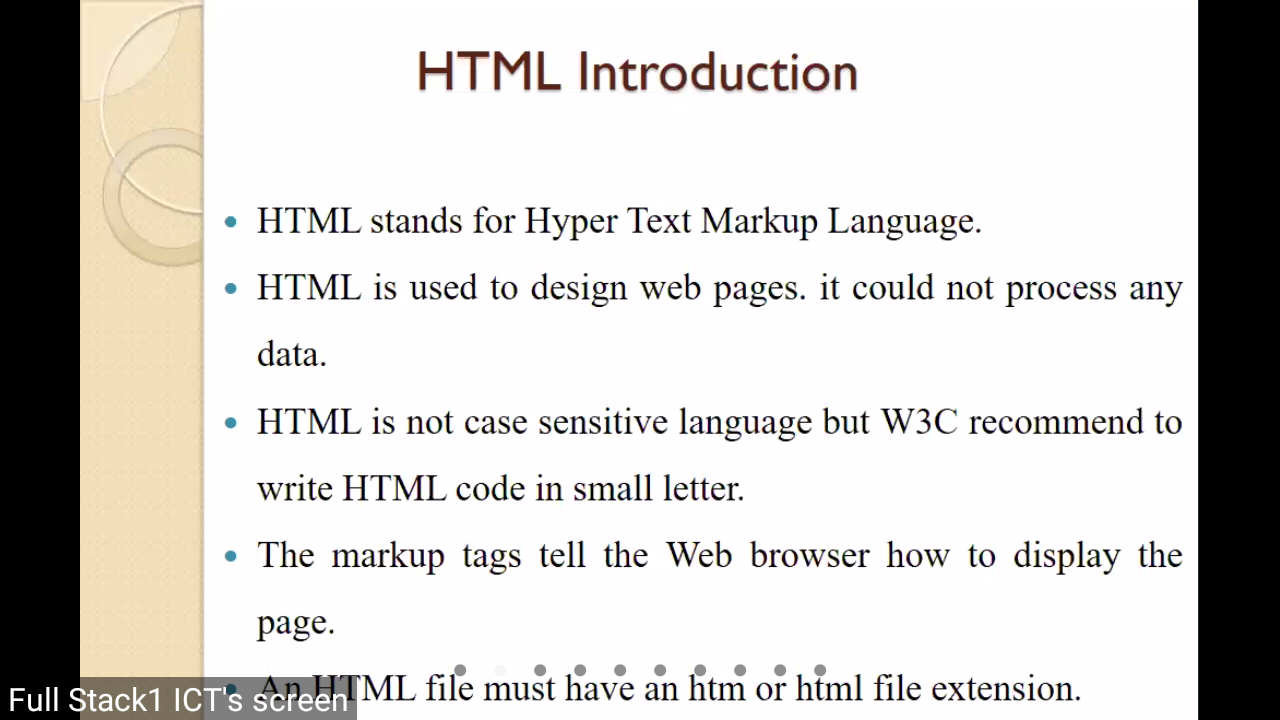 HTML Introduction
HTML stands for Hyper Text Markup Language.
HTML is used to design web pages. it could not process any
data.
HTML is not case sensitive language but W3C recommend to
write HTML code in small letter.
The markup tags tell the Web browser how to display the
page.
An HTML file must have an htm or html file extension.
Full Stack1 ICT's screen